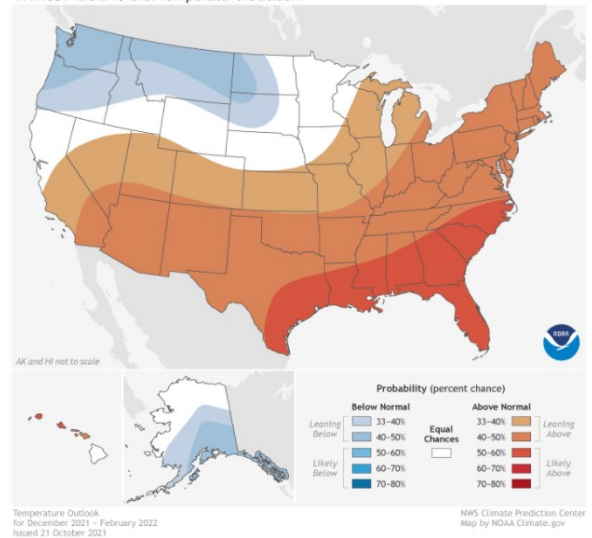 AK and HI not to scale
Probability (percent chance)
Below Normal
Above Normal
Leaning Below
33-40%
40-50%
Likely Below
50-60%
60-70%
70-80%
Equal Chances
33-40%
40-50%
Leaning Above
50-60%
60-70%
70-80%
Likely Above
Temperature Outlook
for December 2021 – February 2022
Issued 21 October 2021
NWS Climate Prediction Center
Map by NOAA Climate.gov